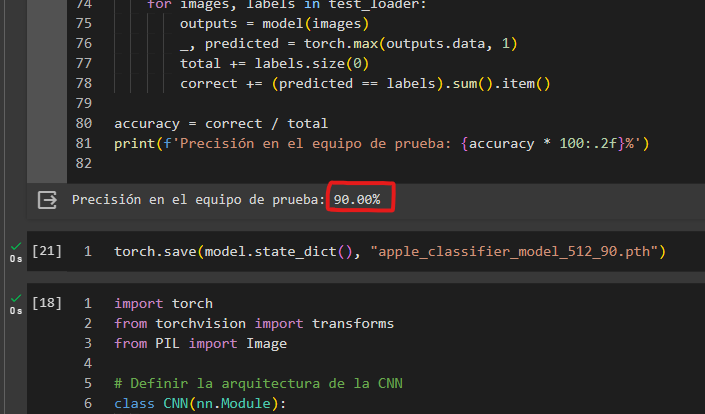 74 for images, labels in test_loader:
75 outputs = model(images)
76 _, predicted = torch.max(outputs.data, 1)
77 total += labels.size(0)
78 correct += (predicted == labels).sum().item()
79
80 accuracy = correct / total
81 print(f'Precisión en el equipo de prueba: {accuracy * 100:.2f}%')
82
Precisión en el equipo de prueba: 90.00%
0s [21] 1 torch.save(model.state_dict(), "apple_classifier_model_512_90.pth")
0s [18] 1 import torch
2 from torchvision import transforms
3 from PIL import Image
4
5 # Definir la arquitectura de la CNN
6 class CNN(nn.Module):